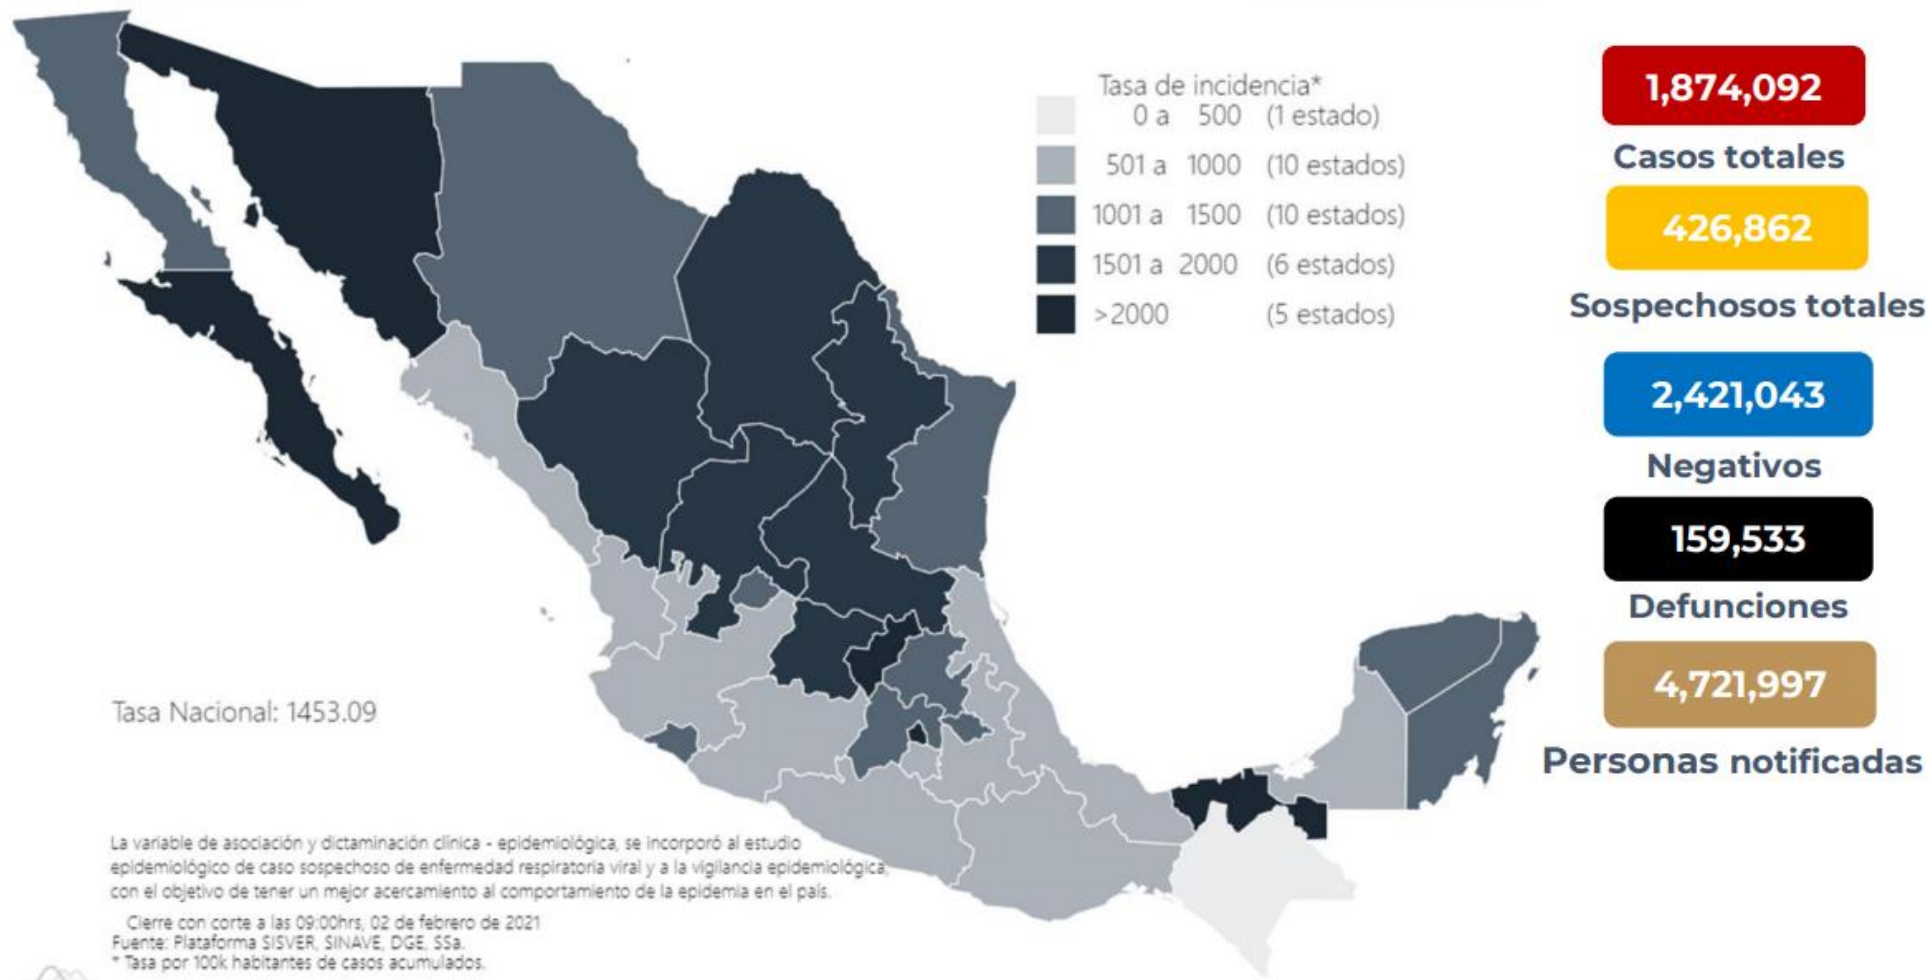 Tasa de incidencia*
0 a 500 (1 estado)
501 a 1000 (10 estados)
1001 a 1500 (10 estados)
1501 a 2000 (6 estados)
>2000 (5 estados)
1,874,092
Casos totales
426,862
Sospechosos totales
2,421,043
Negativos
159,533
Defunciones
4,721,997
Personas notificadas
Tasa Nacional: 1453.09
La variable de asociación y dictaminación clínica - epidemiológica, se incorporó al estudio
epidemiológico de caso sospechoso de enfermedad respiratoria viral y a la vigilancia epidemiológica,
con el objetivo de tener un mejor acercamiento al comportamiento de la epidemia en el país.
Cierre con corte a las 09:00hrs, 02 de febrero de 2021
Fuente: Plataforma SISVER, SINAVE, DGE, SSa.
* Tasa por 100k habitantes de casos acumulados.